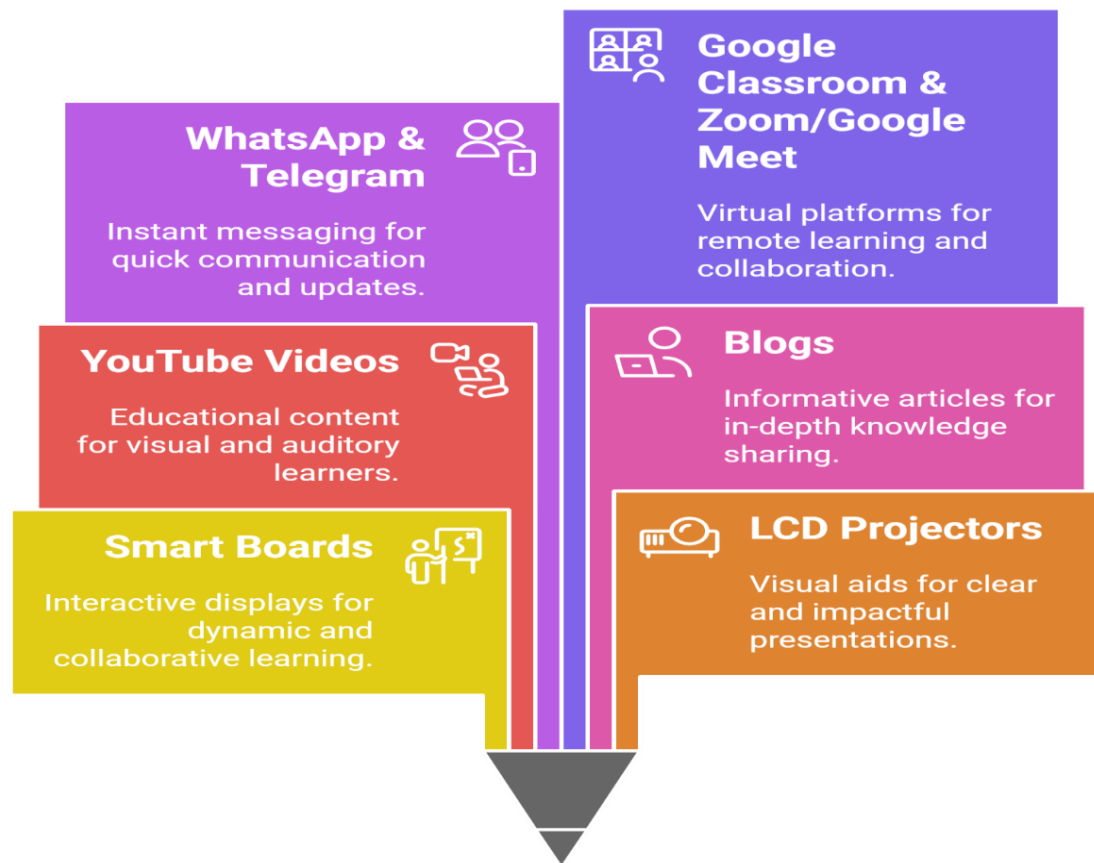 WhatsApp &
Telegram
Instant messaging for
quick communication
and updates.
Google
Classroom &
Zoom/Google
Meet
Virtual platforms for
remote learning and
collaboration.
YouTube Videos
Educational content
for visual and auditory
learners.
Blogs
Informative articles for
in-depth knowledge
sharing.
Smart Boards
Interactive displays for
dynamic and
collaborative learning.
LCD Projectors
Visual aids for clear
and impactful
presentations.